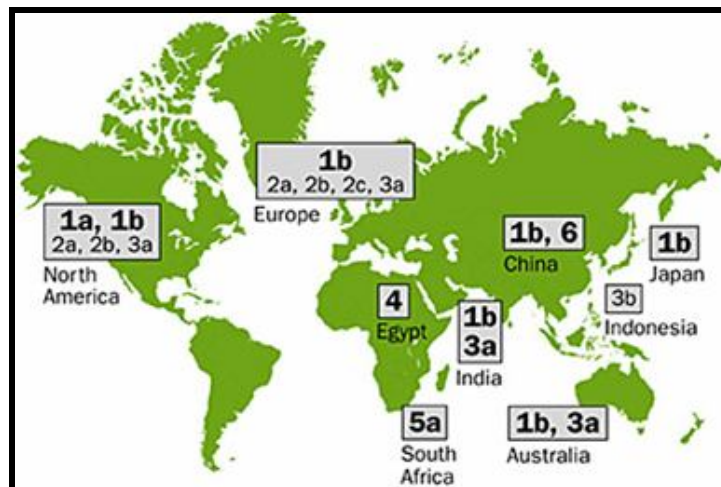 1b
2a, 2b, 2c, 3a
Europe
1a, 1b
2a, 2b, 3a
North
America
1b, 6
China
1b
Japan
3b
Indonesia
4
Egypt
1b
3a
India
5a
South
Africa
1b, 3a
Australia